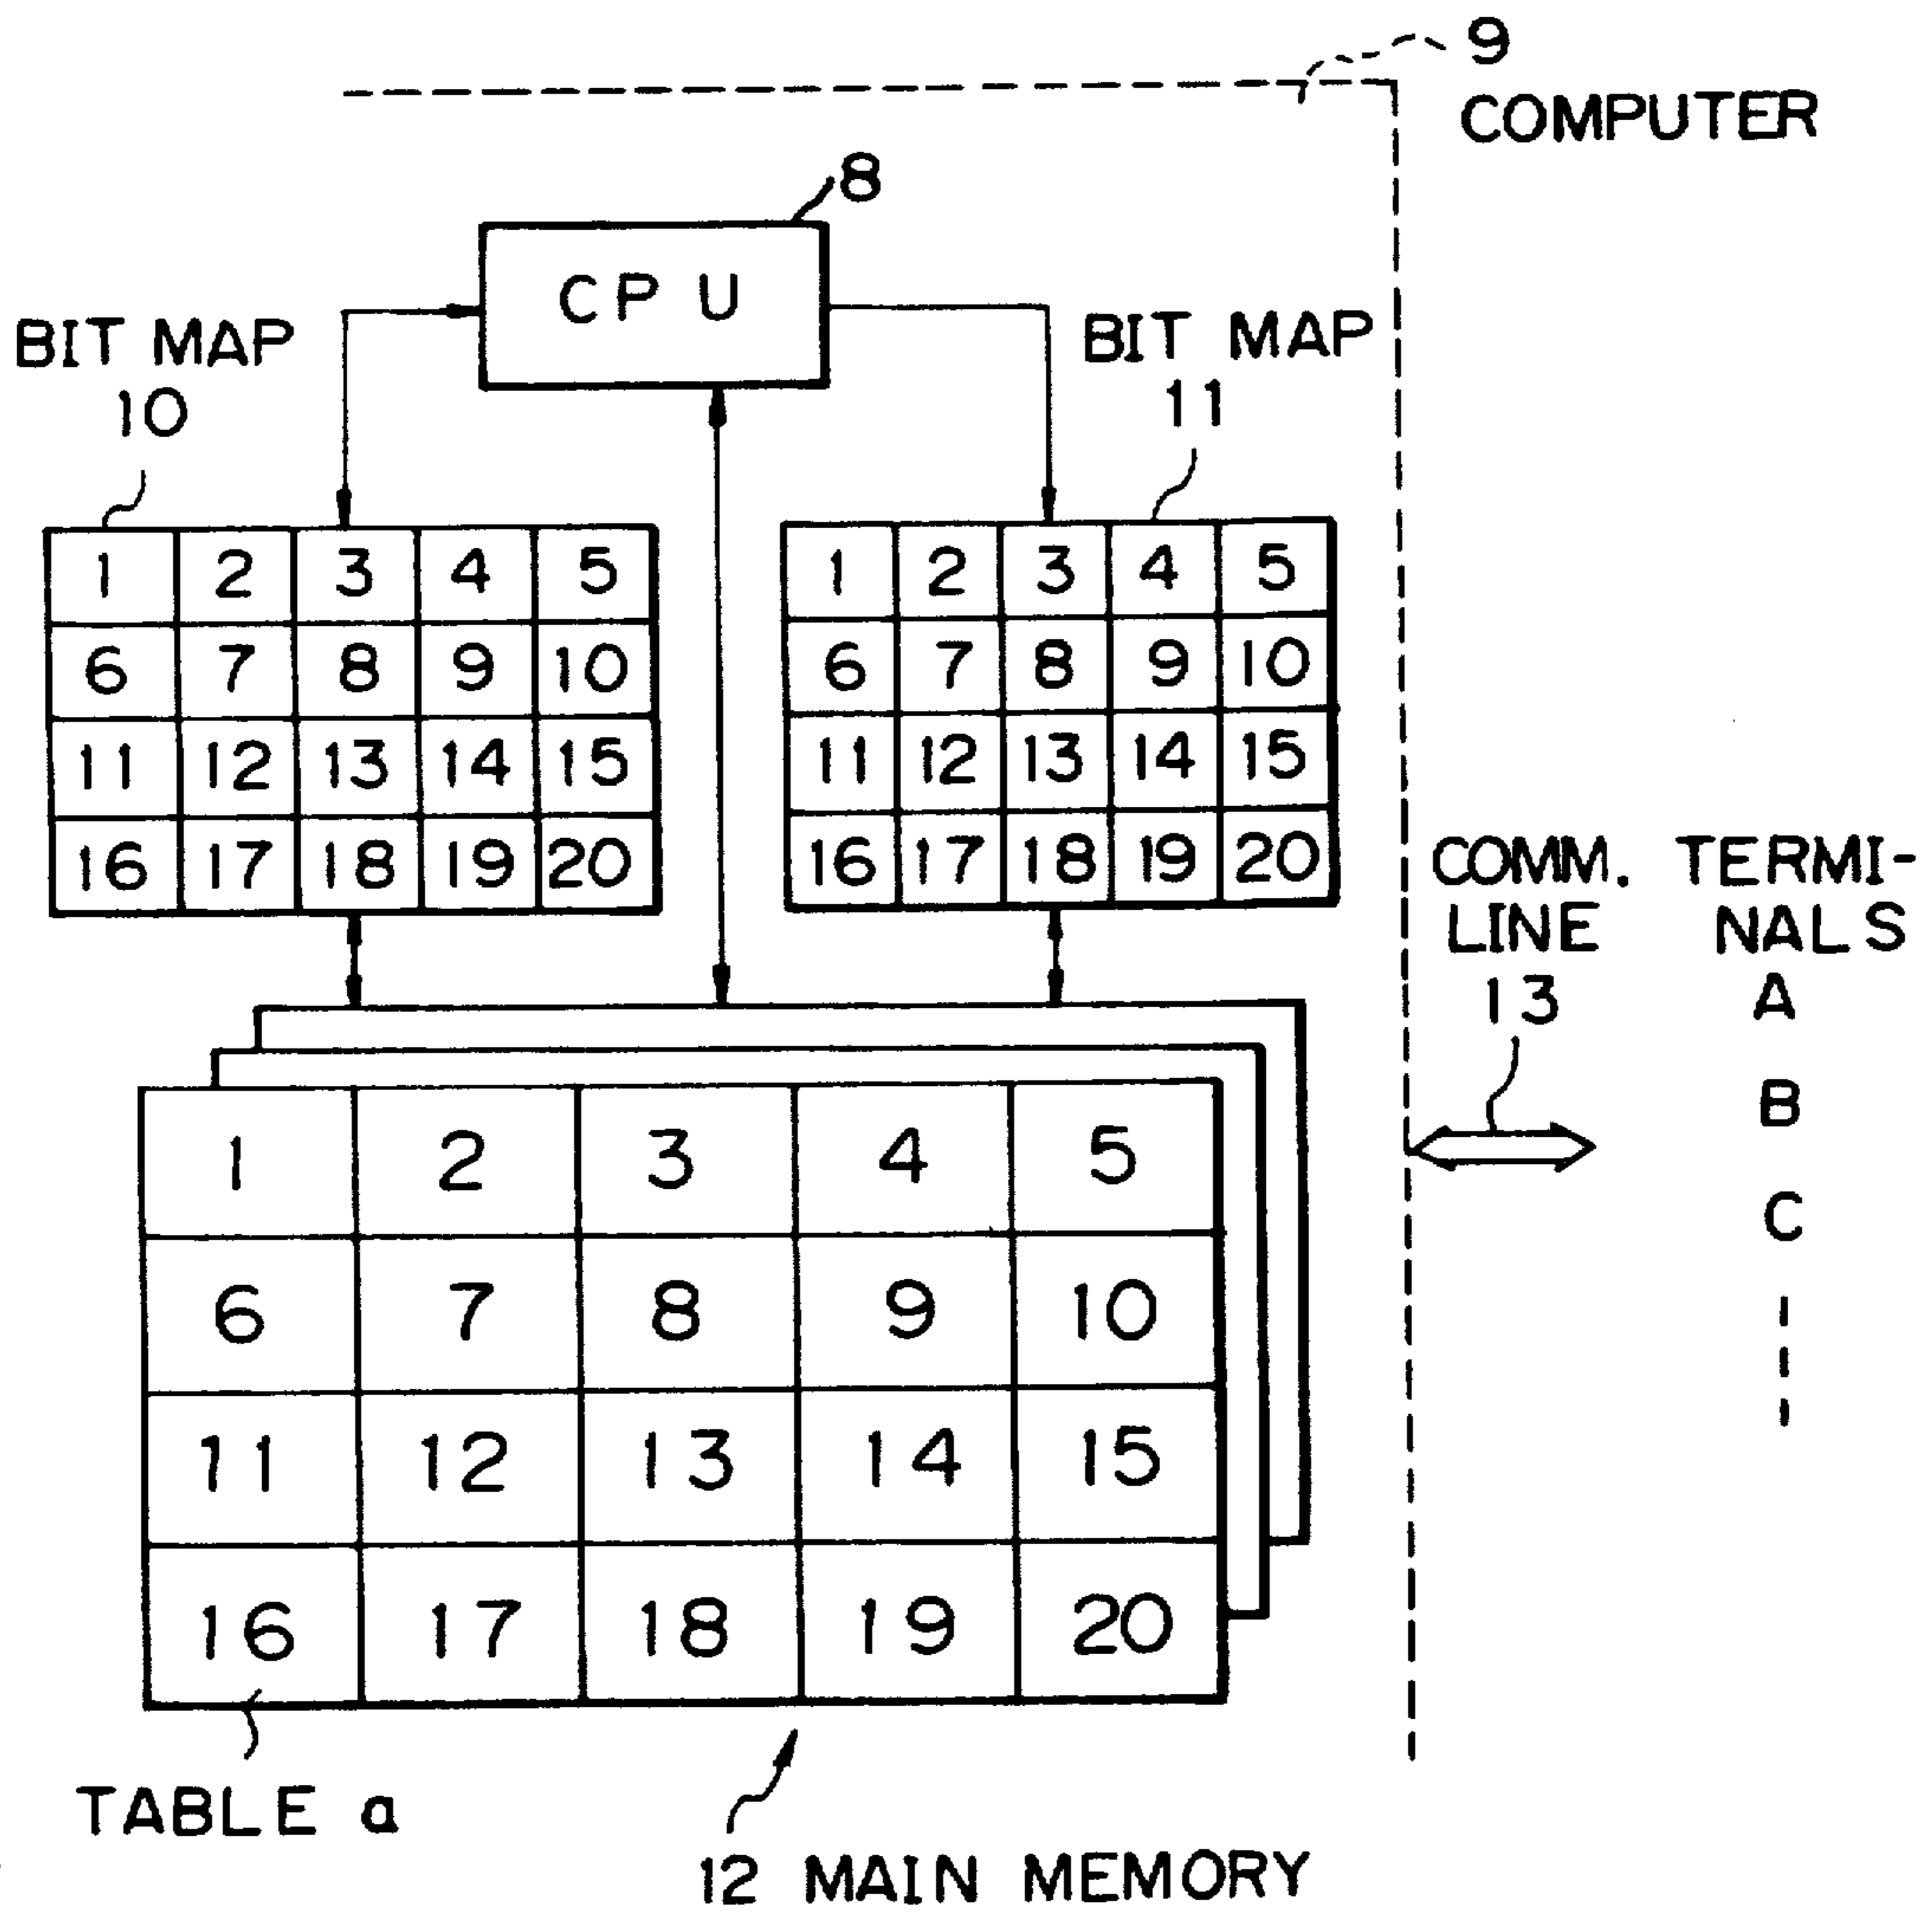 9
COMPUTER
8
CPU
BIT MAP
10
BIT MAP
11
1 2 3 4 5
6 7 8 9 10
11 12 13 14 15
16 17 18 19 20
1 2 3 4 5
6 7 8 9 10
11 12 13 14 15
16 17 18 19 20
COMM.
LINE
13
TERMI-
NALS
A
B
C
1 2 3 4 5
6 7 8 9 10
11 12 13 14 15
16 17 18 19 20
TABLE a
12 MAIN MEMORY